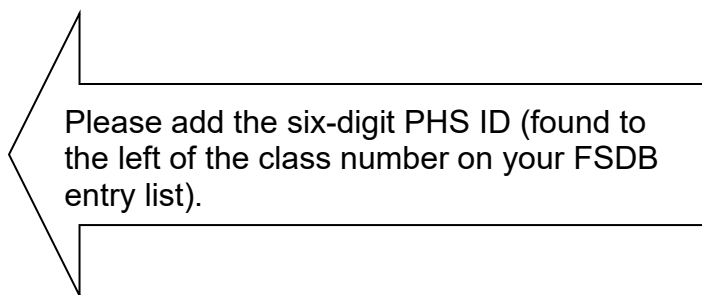 Please add the six-digit PHS ID (found to
the left of the class number on your FSDB
entry list).